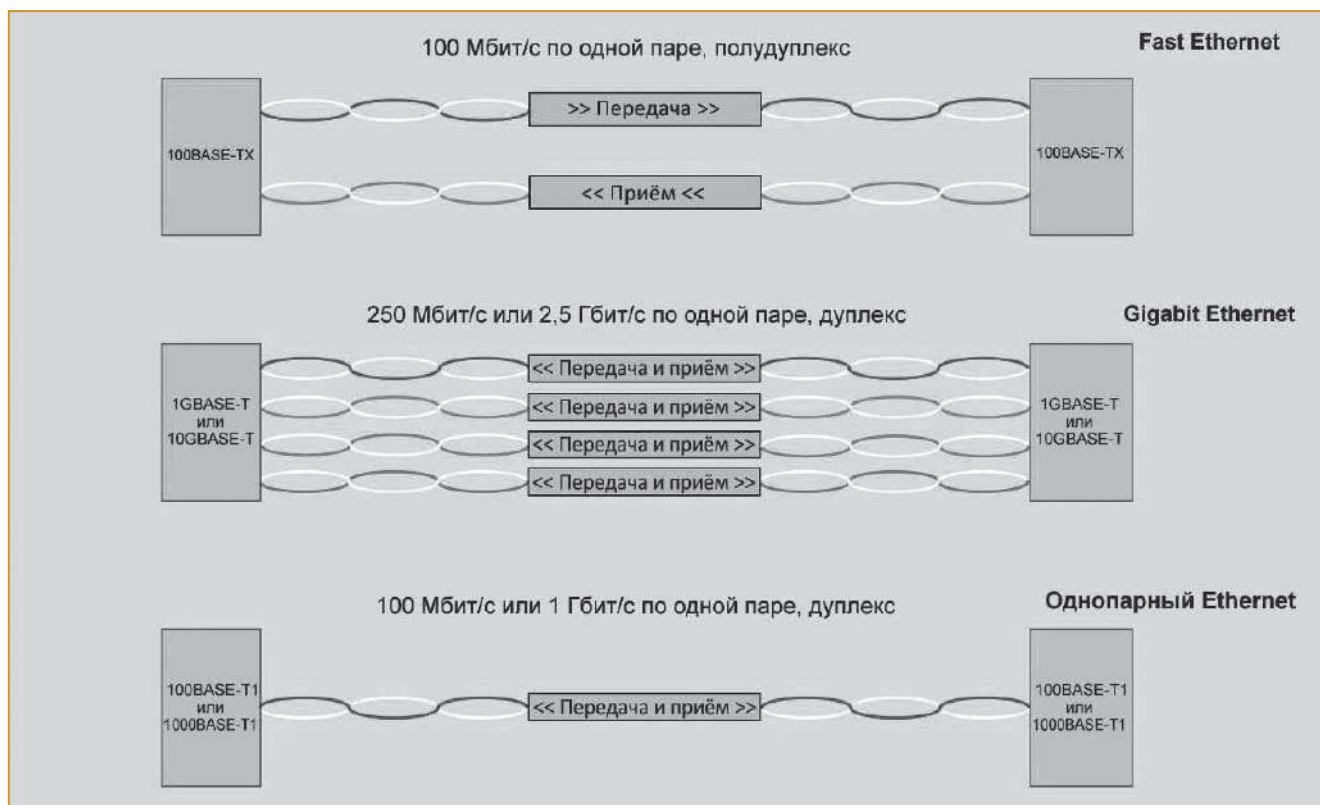 100 Мбит/с по одной паре, полудуплекс
Fast Ethernet
100BASE-TX
>> Передача >>
<< Приём <<
100BASE-TX
250 Мбит/с или 2,5 Гбит/с по одной паре, дуплекс
Gigabit Ethernet
1GBASE-T
или
10GBASE-T
<< Передача и приём >>
<< Передача и приём >>
<< Передача и приём >>
<< Передача и приём >>
1GBASE-T
или
10GBASE-T
100 Мбит/с или 1 Гбит/с по одной паре, дуплекс
Однопарный Ethernet
100BASE-T1
или
1000BASE-T1
<< Передача и приём >>
100BASE-T1
или
1000BASE-T1